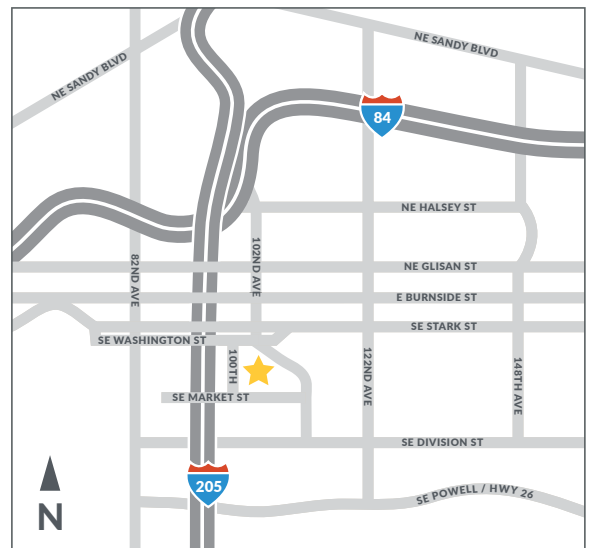 NE SANDY BLVD
NE SANDY BLVD
84
NE HALSEY ST
82ND AVE
102ND AVE
NE GLISAN ST
E BURNSIDE ST
SE STARK ST
SE WASHINGTON ST
100TH
122ND AVE
148TH AVE
SE MARKET ST
SE DIVISION ST
205
SE POWELL / HWY 26
N